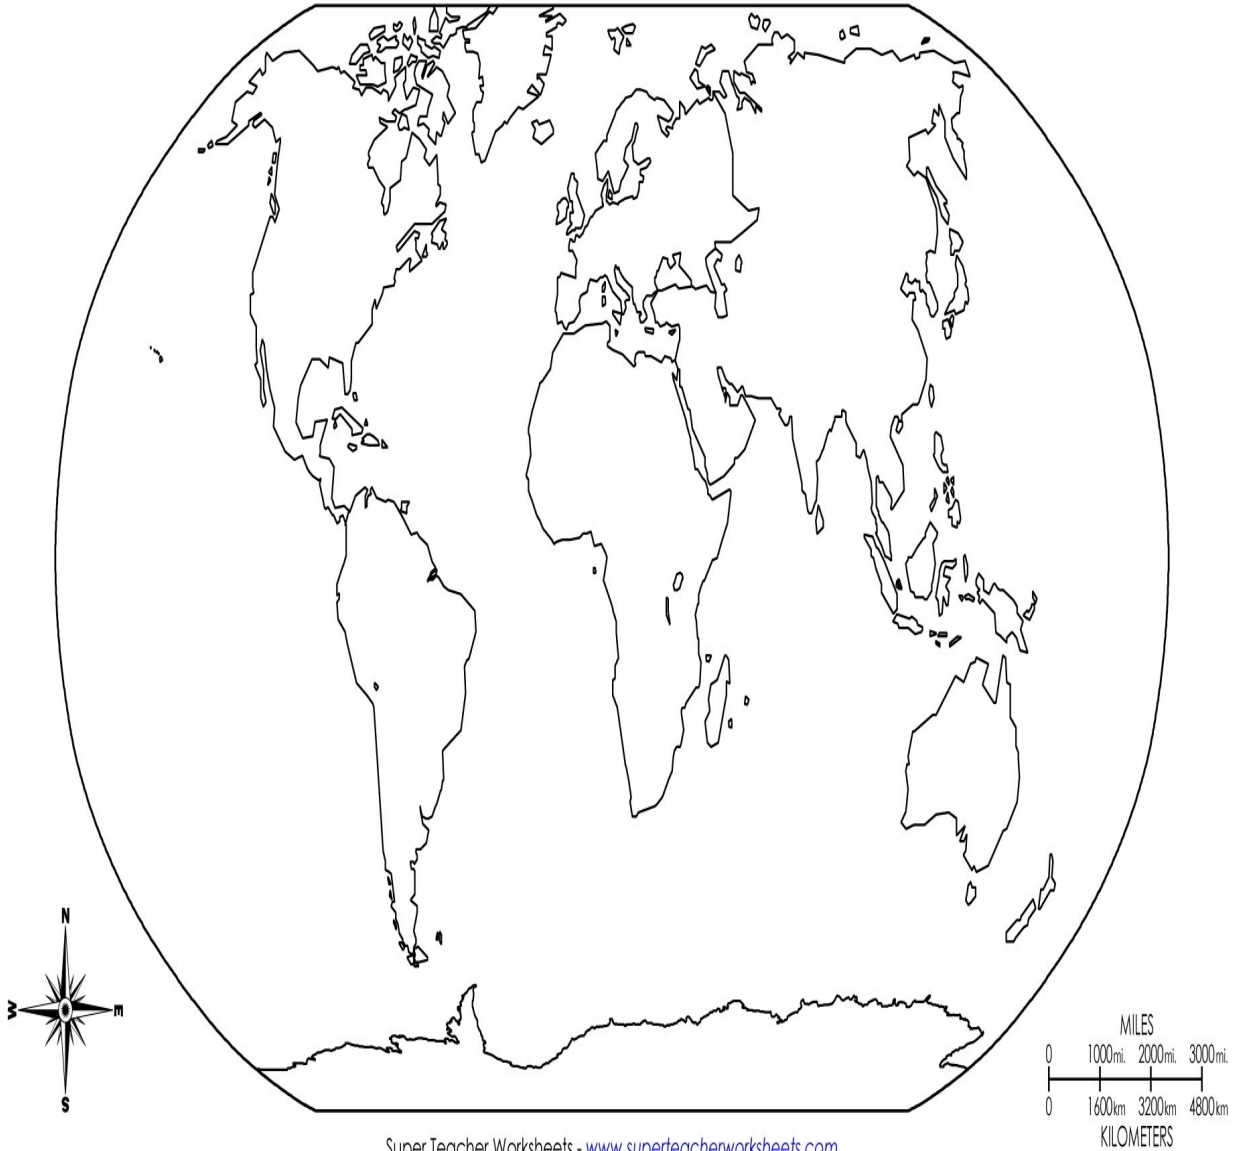 N
W E
S
MILES
0 1000mi. 2000mi. 3000mi.
0 1600km 3200km 4800km
KILOMETERS
Super Teacher Worksheets - www.superteacherworksheets.com